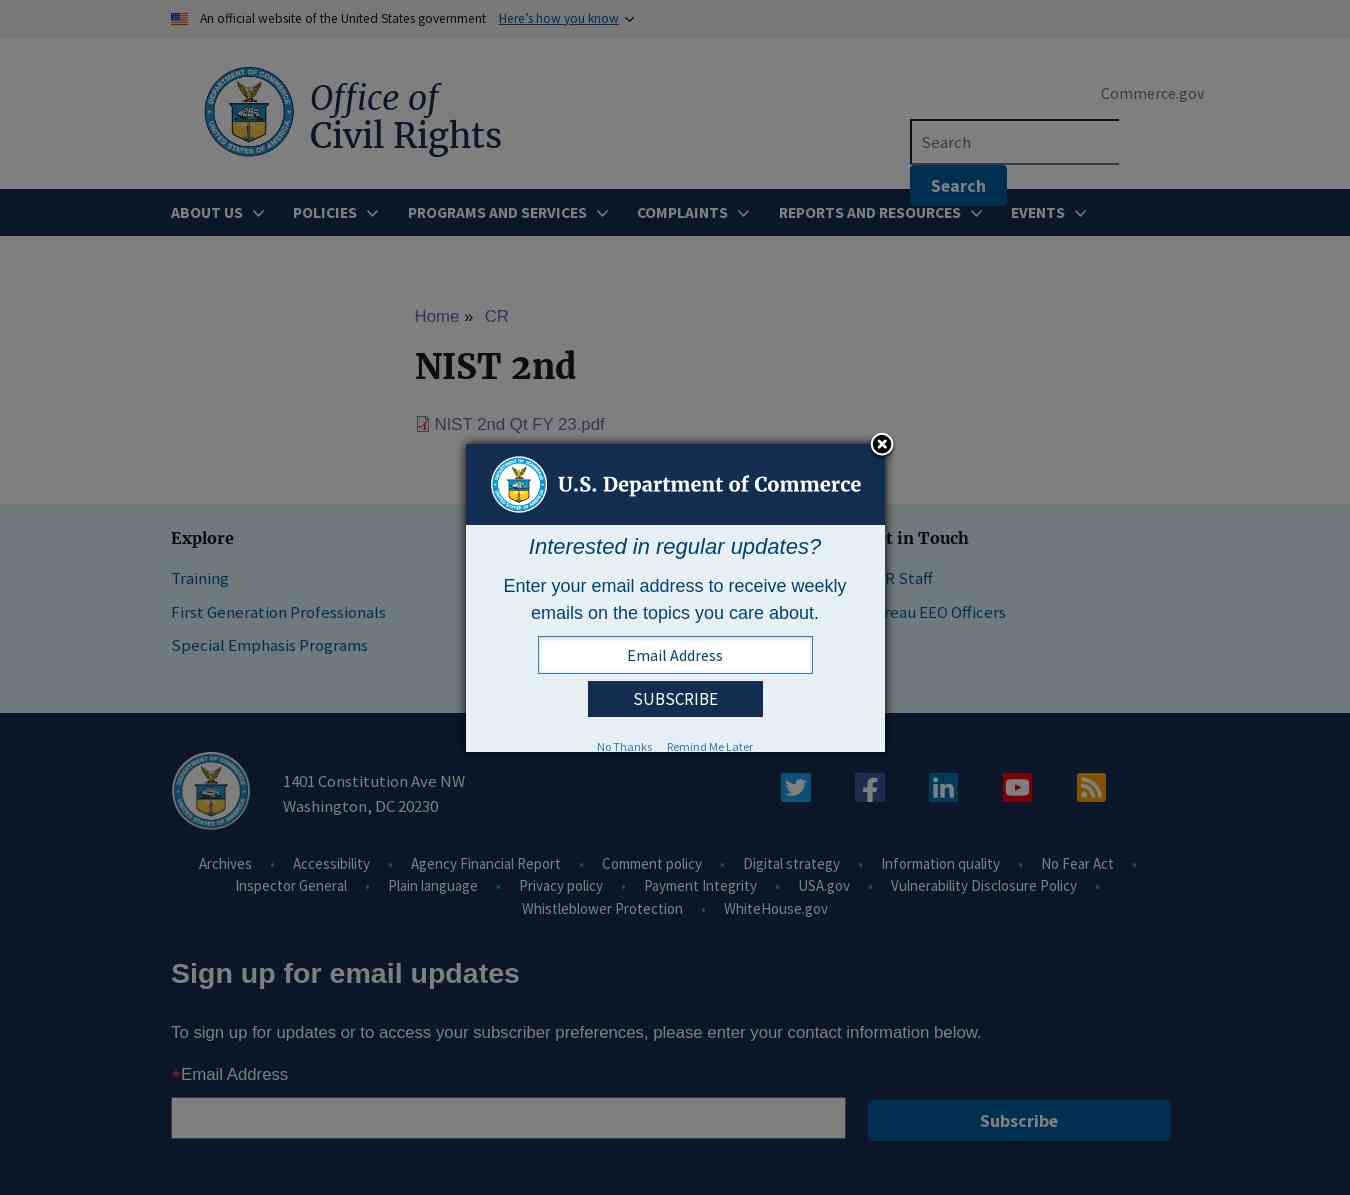 An official website of the United States government Here's how you know
Office of
Civil Rights
Commerce.gov
Search
Search
ABOUT US POLICIES PROGRAMS AND SERVICES COMPLAINTS REPORTS AND RESOURCES EVENTS
Home » CR
NIST 2nd
NIST 2nd Qt FY 23.pdf
U.S. Department of Commerce
Interested in regular updates?
Enter your email address to receive weekly
emails on the topics you care about.
Email Address
SUBSCRIBE
No Thanks Remind Me Later
Explore
Training
First Generation Professionals
Special Emphasis Programs
t in Touch
R Staff
reau EEO Officers
1401 Constitution Ave NW
Washington, DC 20230
Archives • Accessibility • Agency Financial Report • Comment policy • Digital strategy • Information quality • No Fear Act •
Inspector General • Plain language • Privacy policy • Payment Integrity • USA.gov • Vulnerability Disclosure Policy •
Whistleblower Protection • WhiteHouse.gov
Sign up for email updates
To sign up for updates or to access your subscriber preferences, please enter your contact information below.
*Email Address
Subscribe